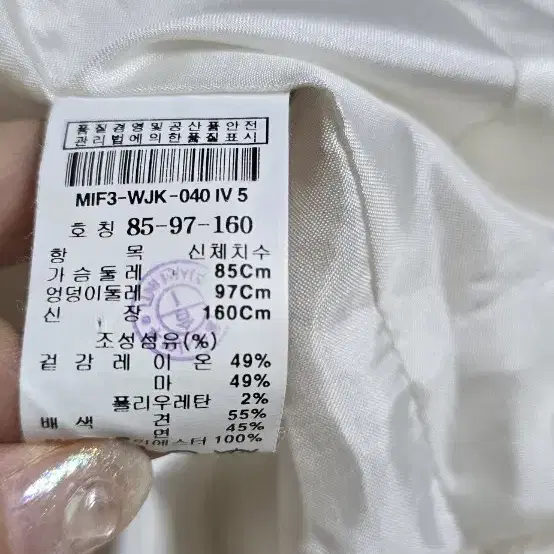 품질경영및공산품안전
관리법에의한품질표시
MIF3-WJK-040 IV 5
호칭 85-97-160
항 목 신체치수
가슴둘레 85Cm
엉덩이둘레 97Cm
신 장 160Cm
조성섬유(%)
겉감 레이온 49%
마 49%
폴리우레탄 2%
배색 견 55%
면 45%
100%